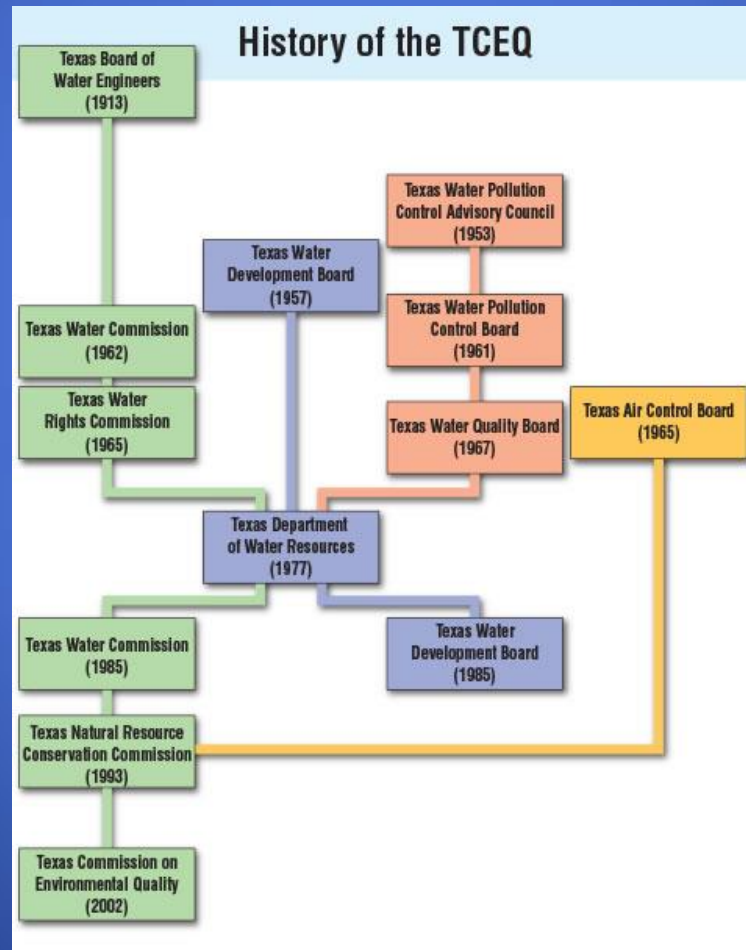 History of the TCEQ
Texas Board of
Water Engineers
(1913)
Texas Water Pollution
Control Advisory Council
(1953)
Texas Water
Development Board
(1957)
Texas Water Commission
(1962)
Texas Water Pollution
Control Board
(1961)
Texas Water
Rights Commission
(1965)
Texas Water Quality Board
(1967)
Texas Air Control Board
(1965)
Texas Department
of Water Resources
(1977)
Texas Water Commission
(1985)
Texas Water
Development Board
(1985)
Texas Natural Resource
Conservation Commission
(1993)
Texas Commission on
Environmental Quality
(2002)